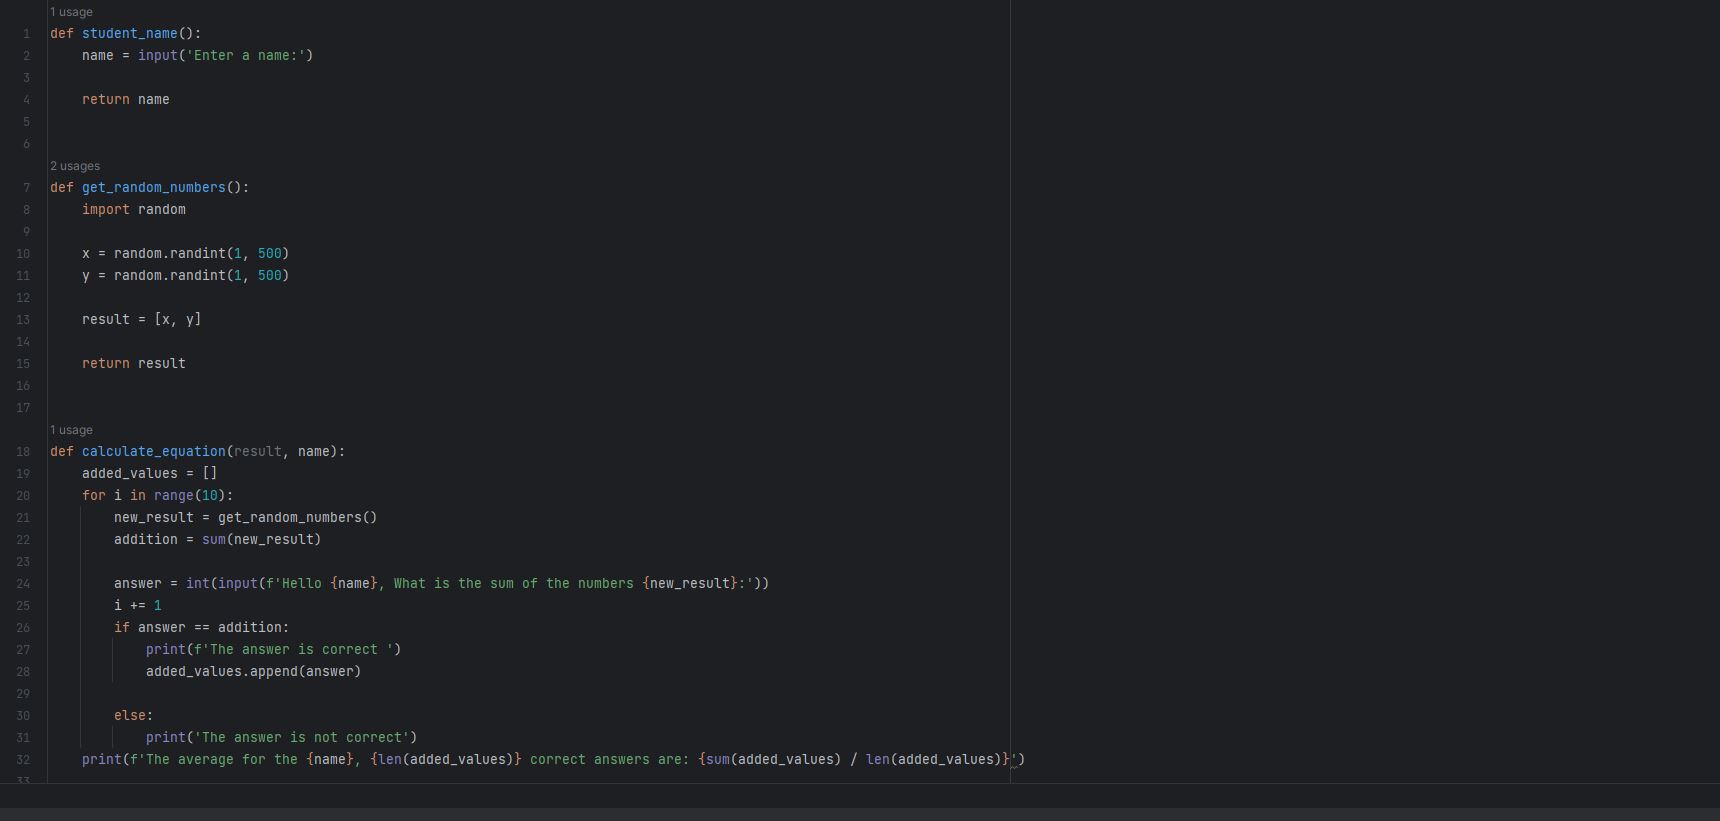 1 usage
1 def student_name():
2     name = input('Enter a name:')
3
4     return name
5
6
2 usages
7 def get_random_numbers():
8     import random
9
10     x = random.randint(1, 500)
11     y = random.randint(1, 500)
12
13     result = [x, y]
14
15     return result
16
17
1 usage
18 def calculate_equation(result, name):
19     added_values = []
20     for i in range(10):
21         new_result = get_random_numbers()
22         addition = sum(new_result)
23
24         answer = int(input(f'Hello {name}, What is the sum of the numbers {new_result}:'))
25         i += 1
26         if answer == addition:
27             print(f'The answer is correct ')
28             added_values.append(answer)
29
30         else:
31             print('The answer is not correct')
32     print(f'The average for the {name}, {len(added_values)} correct answers are: {sum(added_values) / len(added_values)}')
33